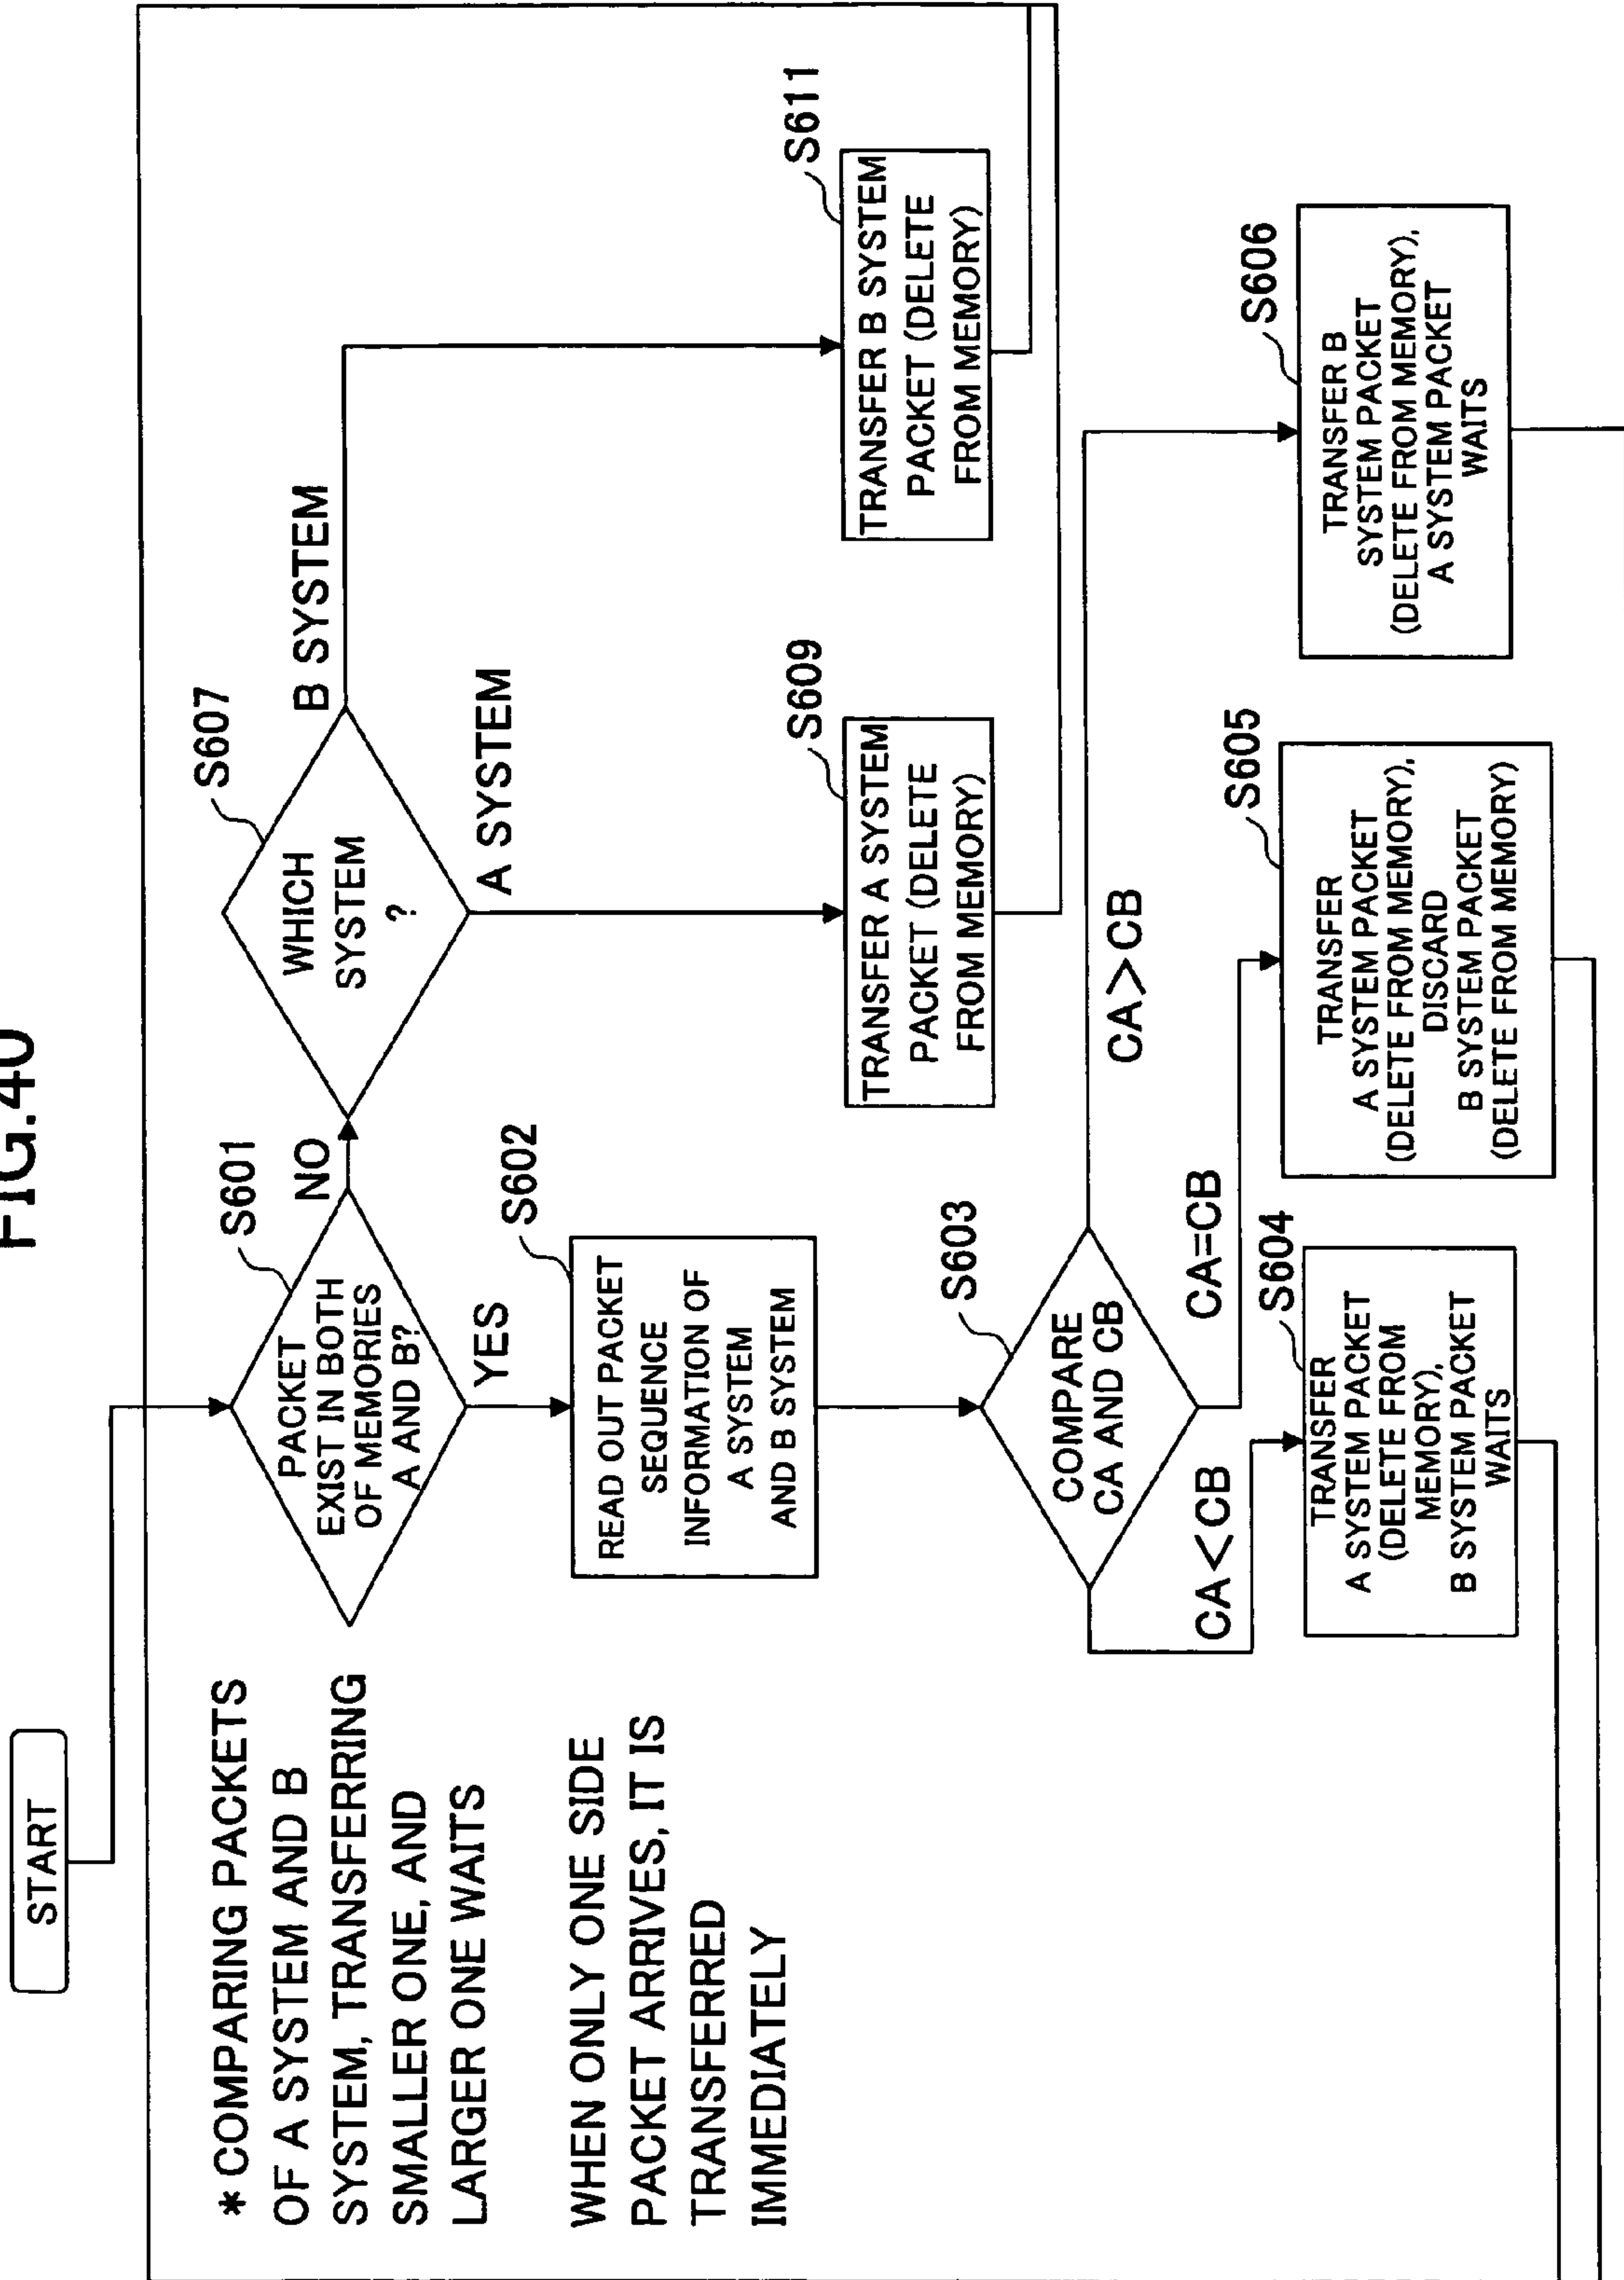 FIG.40
START
* COMPARING PACKETS
OF A SYSTEM AND B
SYSTEM, TRANSFERRING
SMALLER ONE, AND
LARGER ONE WAITS
WHEN ONLY ONE SIDE
PACKET ARRIVES, IT IS
TRANSFERRED
IMMEDIATELY
S601
PACKET
EXIST IN BOTH
OF MEMORIES
A AND B?
NO
YES
S607
WHICH
SYSTEM
?
B SYSTEM
A SYSTEM
S602
READ OUT PACKET
SEQUENCE
INFORMATION OF
A SYSTEM
AND B SYSTEM
S609
TRANSFER A SYSTEM
PACKET (DELETE
FROM MEMORY)
S611
TRANSFER B SYSTEM
PACKET (DELETE
FROM MEMORY)
S603
COMPARE
CA AND CB
CA<CB
CA=CB
CA>CB
S604
TRANSFER
A SYSTEM PACKET
(DELETE FROM
MEMORY),
B SYSTEM PACKET
WAITS
S605
TRANSFER
A SYSTEM PACKET
(DELETE FROM MEMORY),
DISCARD
B SYSTEM PACKET
(DELETE FROM MEMORY)
S606
TRANSFER B
SYSTEM PACKET
(DELETE FROM MEMORY),
A SYSTEM PACKET
WAITS